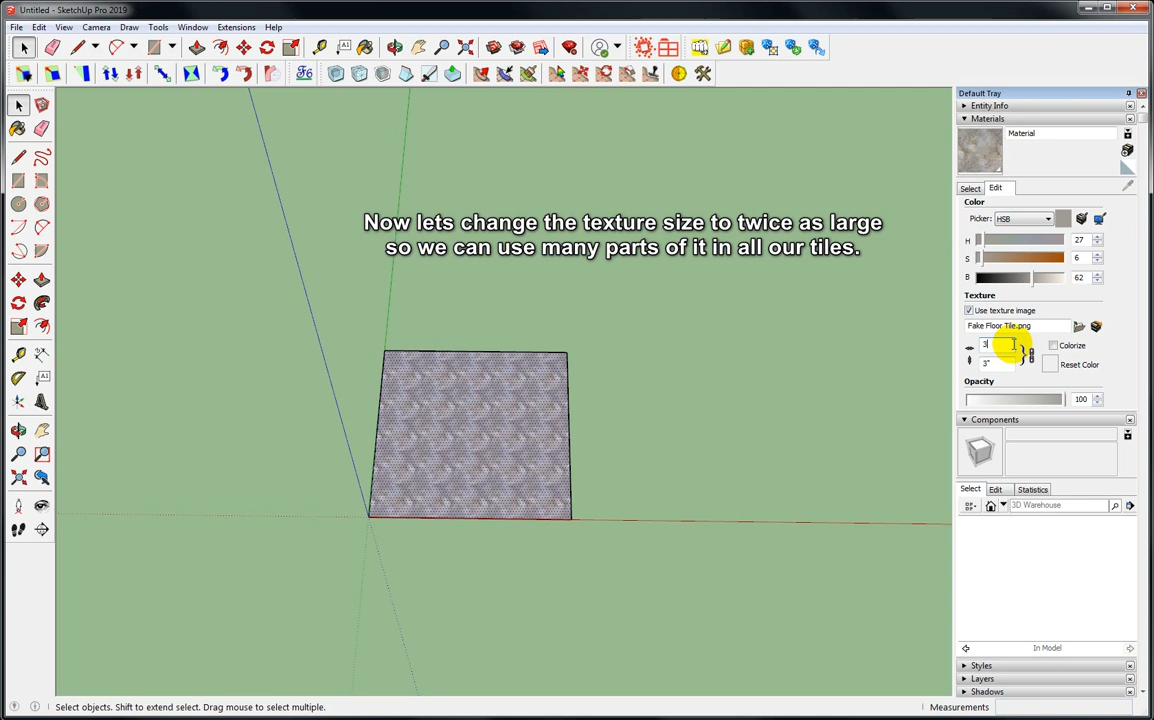 Untitled - SketchUp Pro 2019
File Edit View Camera Draw Tools Window Extensions Help
Default Tray
Entity Info
Materials
Material
Select Edit
Color
Picker: HSB
H 27
S 6
B 62
Texture
Use texture image
Fake Floor Tile.png
3 Colorize
3" Reset Color
Opacity
100
Components
Select Edit Statistics
3D Warehouse
In Model
Styles
Layers
Shadows
Now lets change the texture size to twice as large
so we can use many parts of it in all our tiles.
Select objects. Shift to extend select. Drag mouse to select multiple.
Measurements